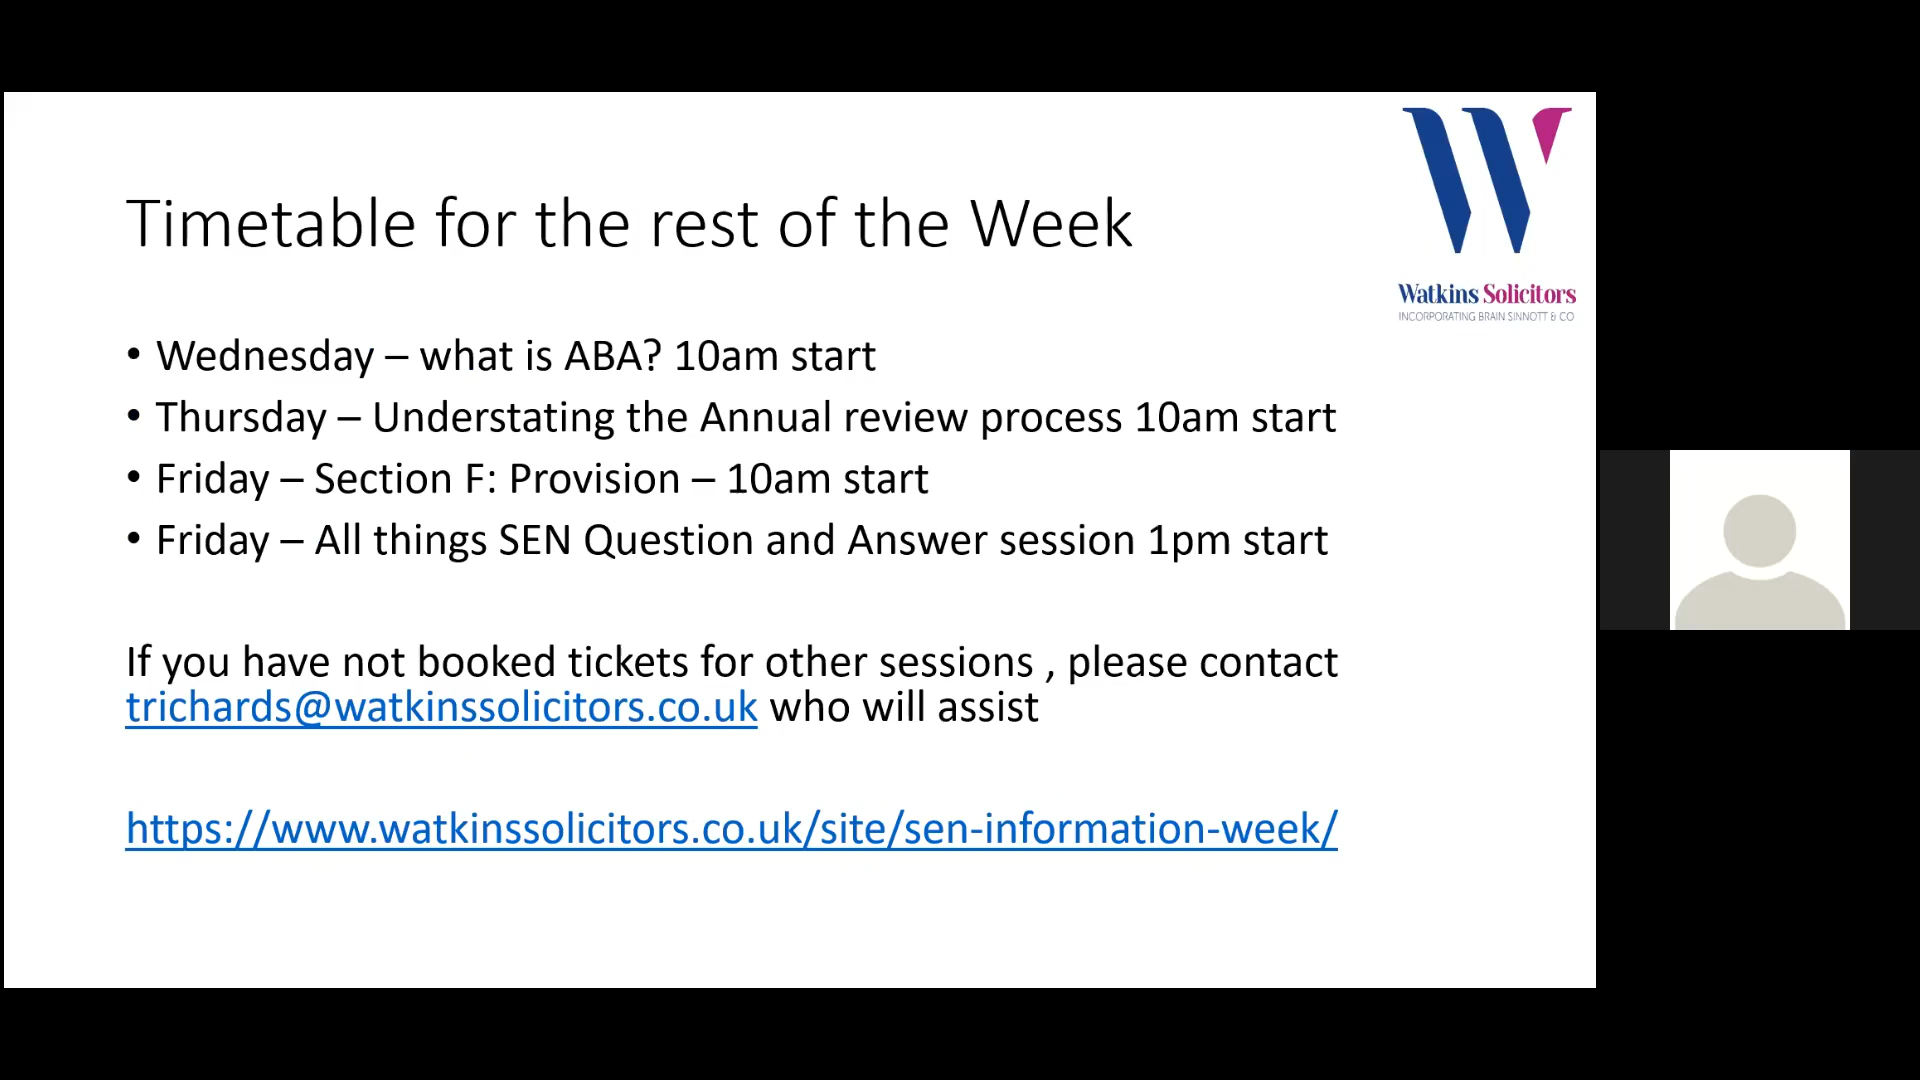 Timetable for the rest of the Week
Watkins Solicitors
INCORPORATING BRAIN SINNOTT & CO
• Wednesday – what is ABA? 10am start
• Thursday – Understating the Annual review process 10am start
• Friday – Section F: Provision – 10am start
• Friday – All things SEN Question and Answer session 1pm start
If you have not booked tickets for other sessions , please contact
trichards@watkinssolicitors.co.uk who will assist
https://www.watkinssolicitors.co.uk/site/sen-information-week/